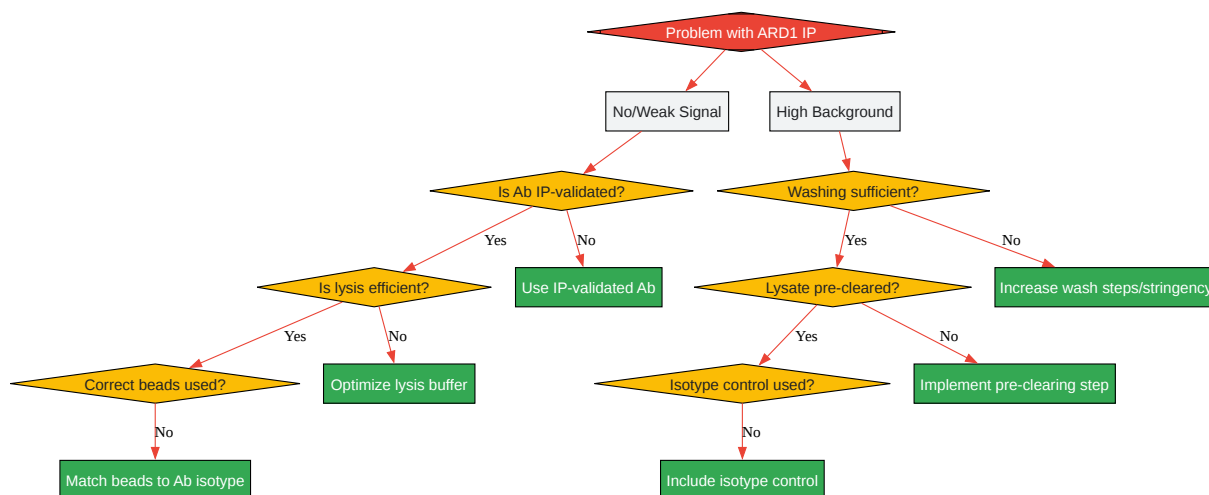 Problem with ARD1 IP
No/Weak Signal
High Background
Is Ab IP-validated?
Washing sufficient?
Yes
No
Yes
No
Is lysis efficient?
Use IP-validated Ab
Lysate pre-cleared?
Increase wash steps/stringency
Yes
No
Yes
No
Correct beads used?
Optimize lysis buffer
Isotype control used?
Implement pre-clearing step
No
No
Match beads to Ab isotype
Include isotype control